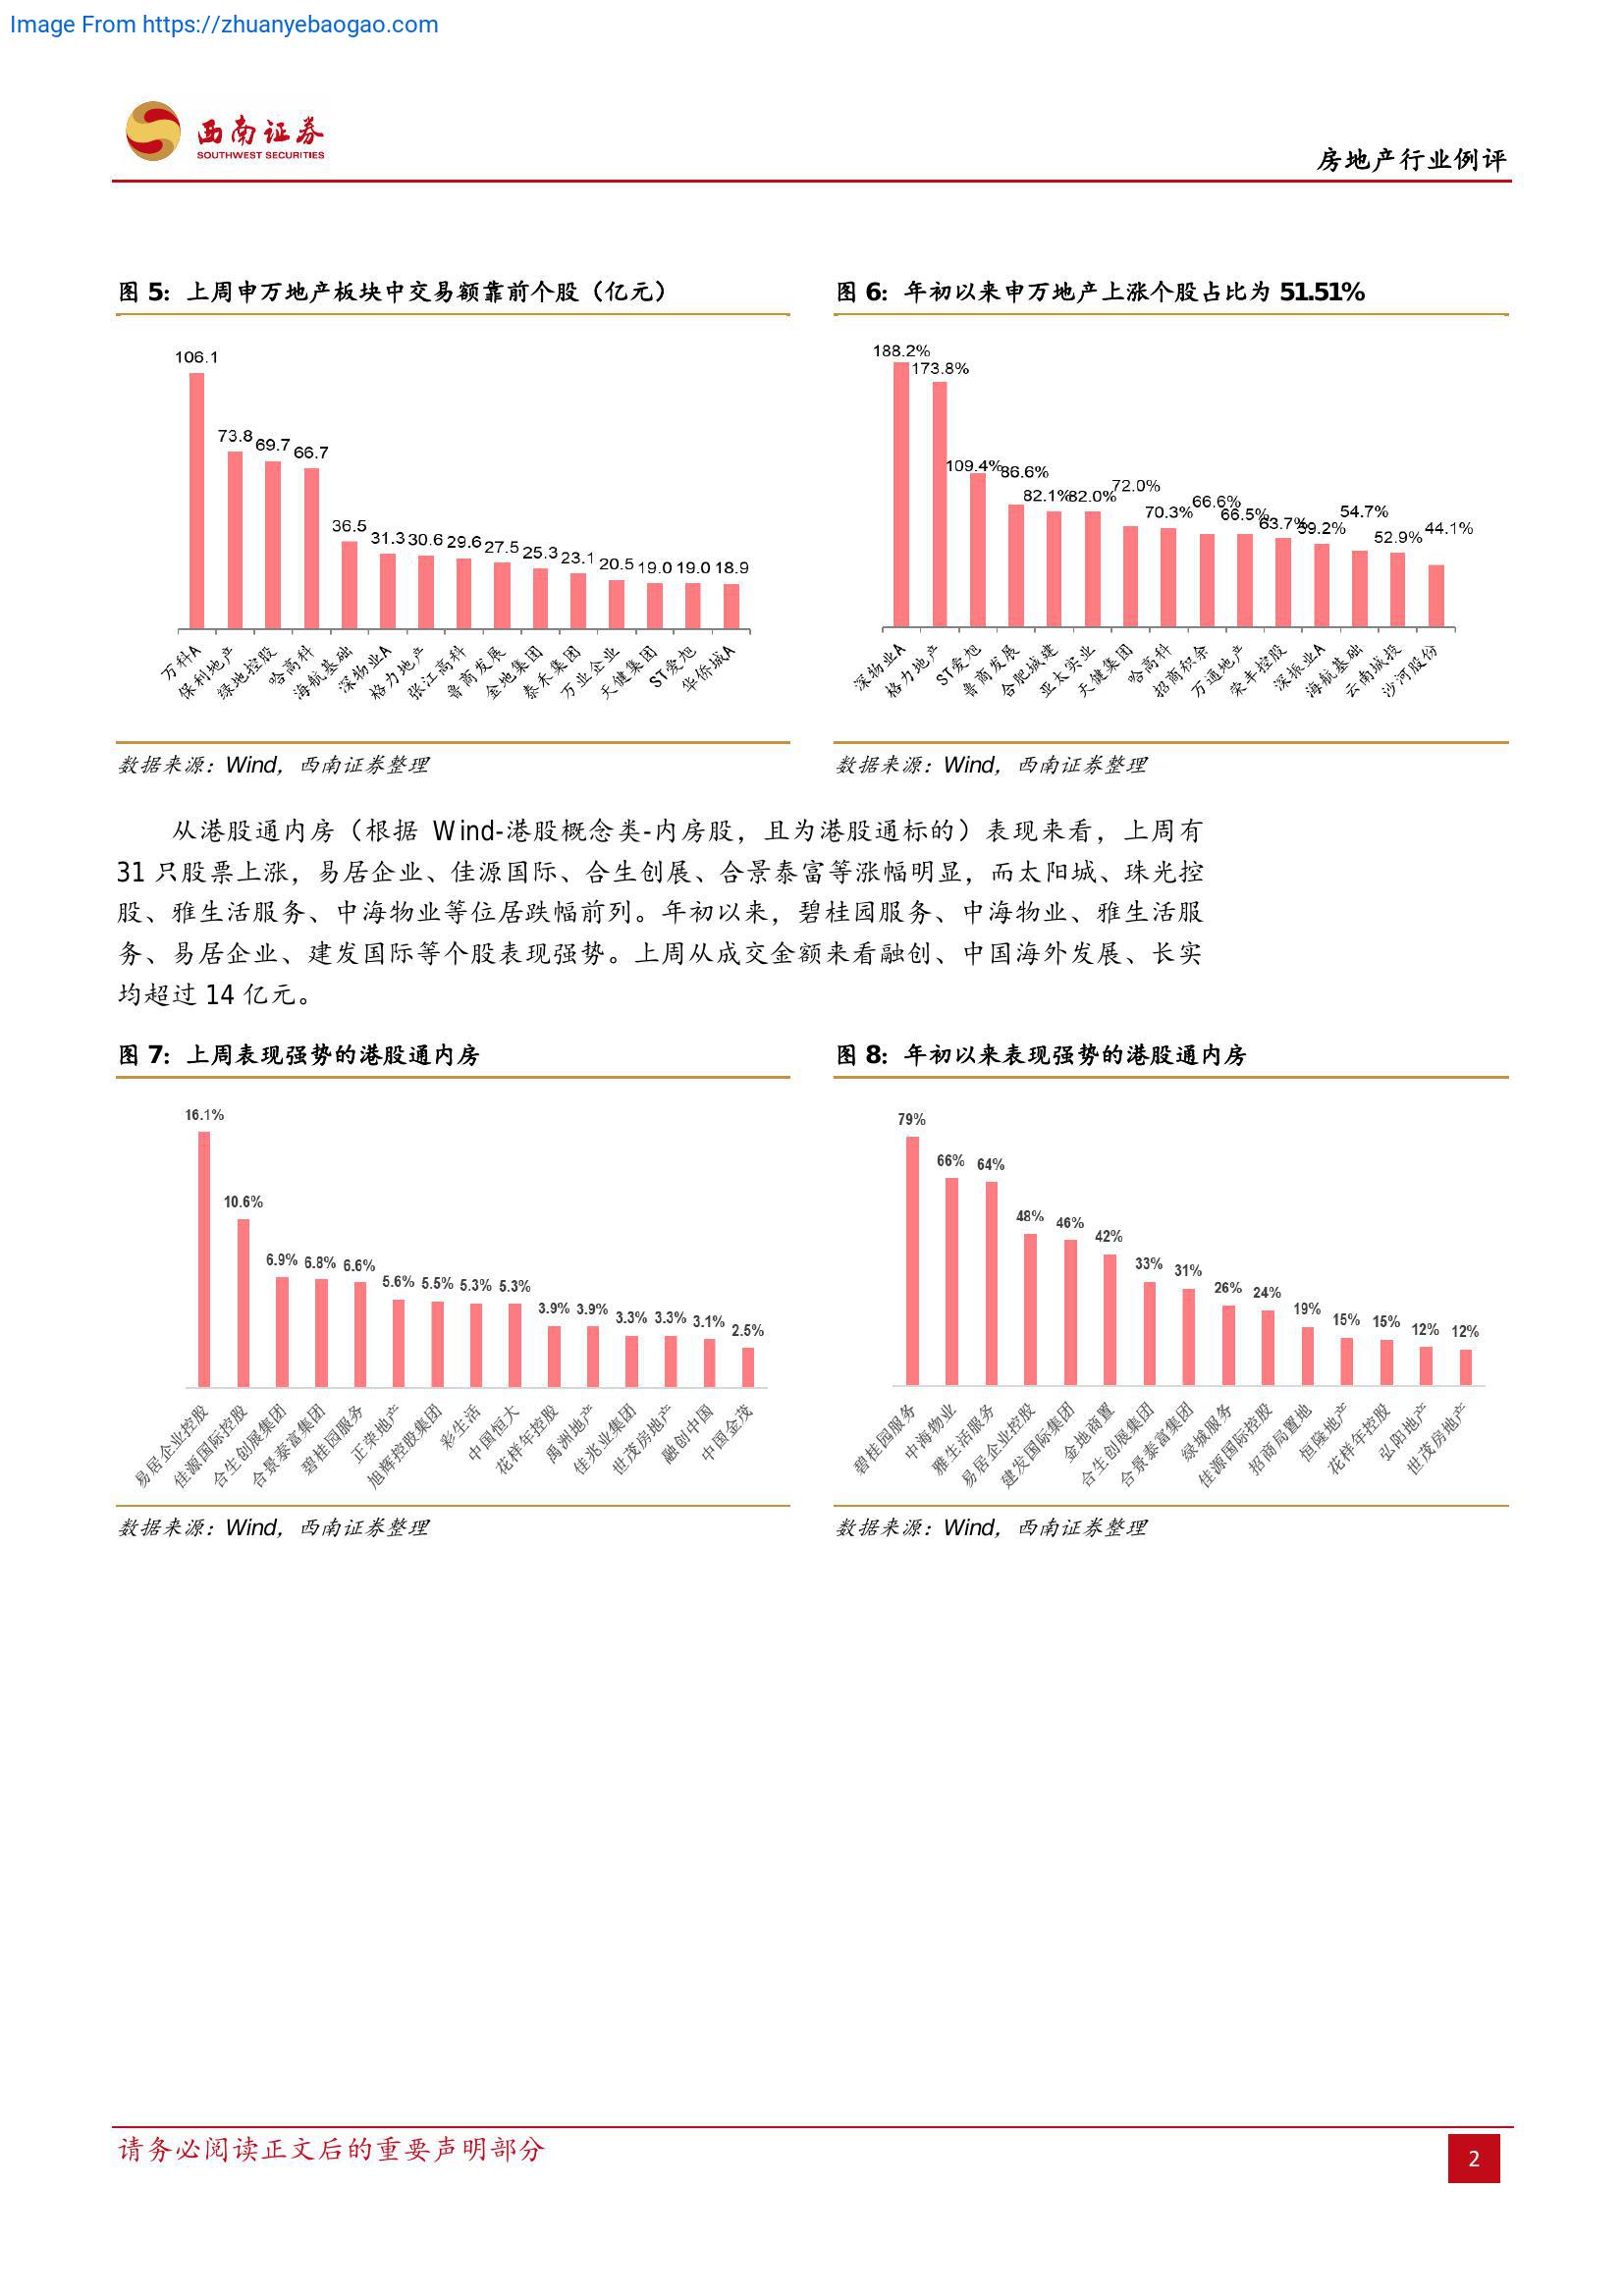 Image From https://zhuanyebaogao.com
西南证券
SOUTHWEST SECURITIES
房地产行业例评
图 5：上周申万地产板块中交易额靠前个股（亿元）
106.1
73.8
69.7
66.7
36.5
31.3
30.6
29.6
27.5
25.3
23.1
20.5
19.0
19.0
18.9
万科A
保利地产
绿地控股
哈高科
海航基础
深物业A
格力地产
张江高科
鲁商发展
金地集团
泰禾集团
万业企业
天健集团
ST爱旭
华侨城A
数据来源：Wind，西南证券整理
图 6：年初以来申万地产上涨个股占比为 51.51%
188.2%
173.8%
109.4%
86.6%
82.1%
82.0%
72.0%
70.3%
66.6%
66.5%
63.7%
59.2%
54.7%
52.9%
44.1%
深物业A
格力地产
ST爱旭
鲁商发展
合肥城建
亚太实业
天健集团
哈高科
招商积余
万通地产
荣丰控股
深振业A
海航基础
云南城投
沙河股份
数据来源：Wind，西南证券整理
从港股通内房（根据 Wind-港股概念类-内房股，且为港股通标的）表现来看，上周有
31 只股票上涨，易居企业、佳源国际、合生创展、合景泰富等涨幅明显，而太阳城、珠光控
股、雅生活服务、中海物业等位居跌幅前列。年初以来，碧桂园服务、中海物业、雅生活服
务、易居企业、建发国际等个股表现强势。上周从成交金额来看融创、中国海外发展、长实
均超过 14 亿元。
图 7：上周表现强势的港股通内房
16.1%
10.6%
6.9%
6.8%
6.6%
5.6%
5.5%
5.3%
5.3%
3.9%
3.9%
3.3%
3.3%
3.1%
2.5%
易居企业控股
佳源国际控股
合生创展集团
合景泰富集团
碧桂园服务
正荣地产
旭辉控股集团
彩生活
中国恒大
花样年控股
禹洲地产
佳兆业集团
世茂房地产
融创中国
中国金茂
数据来源：Wind，西南证券整理
图 8：年初以来表现强势的港股通内房
79%
66%
64%
48%
46%
42%
33%
31%
26%
24%
19%
15%
15%
12%
12%
碧桂园服务
中海物业
雅生活服务
易居企业控股
建发国际集团
金地商置
合生创展集团
合景泰富集团
绿城服务
佳源国际控股
招商局置地
恒隆地产
花样年控股
弘阳地产
世茂房地产
数据来源：Wind，西南证券整理
请务必阅读正文后的重要声明部分
2